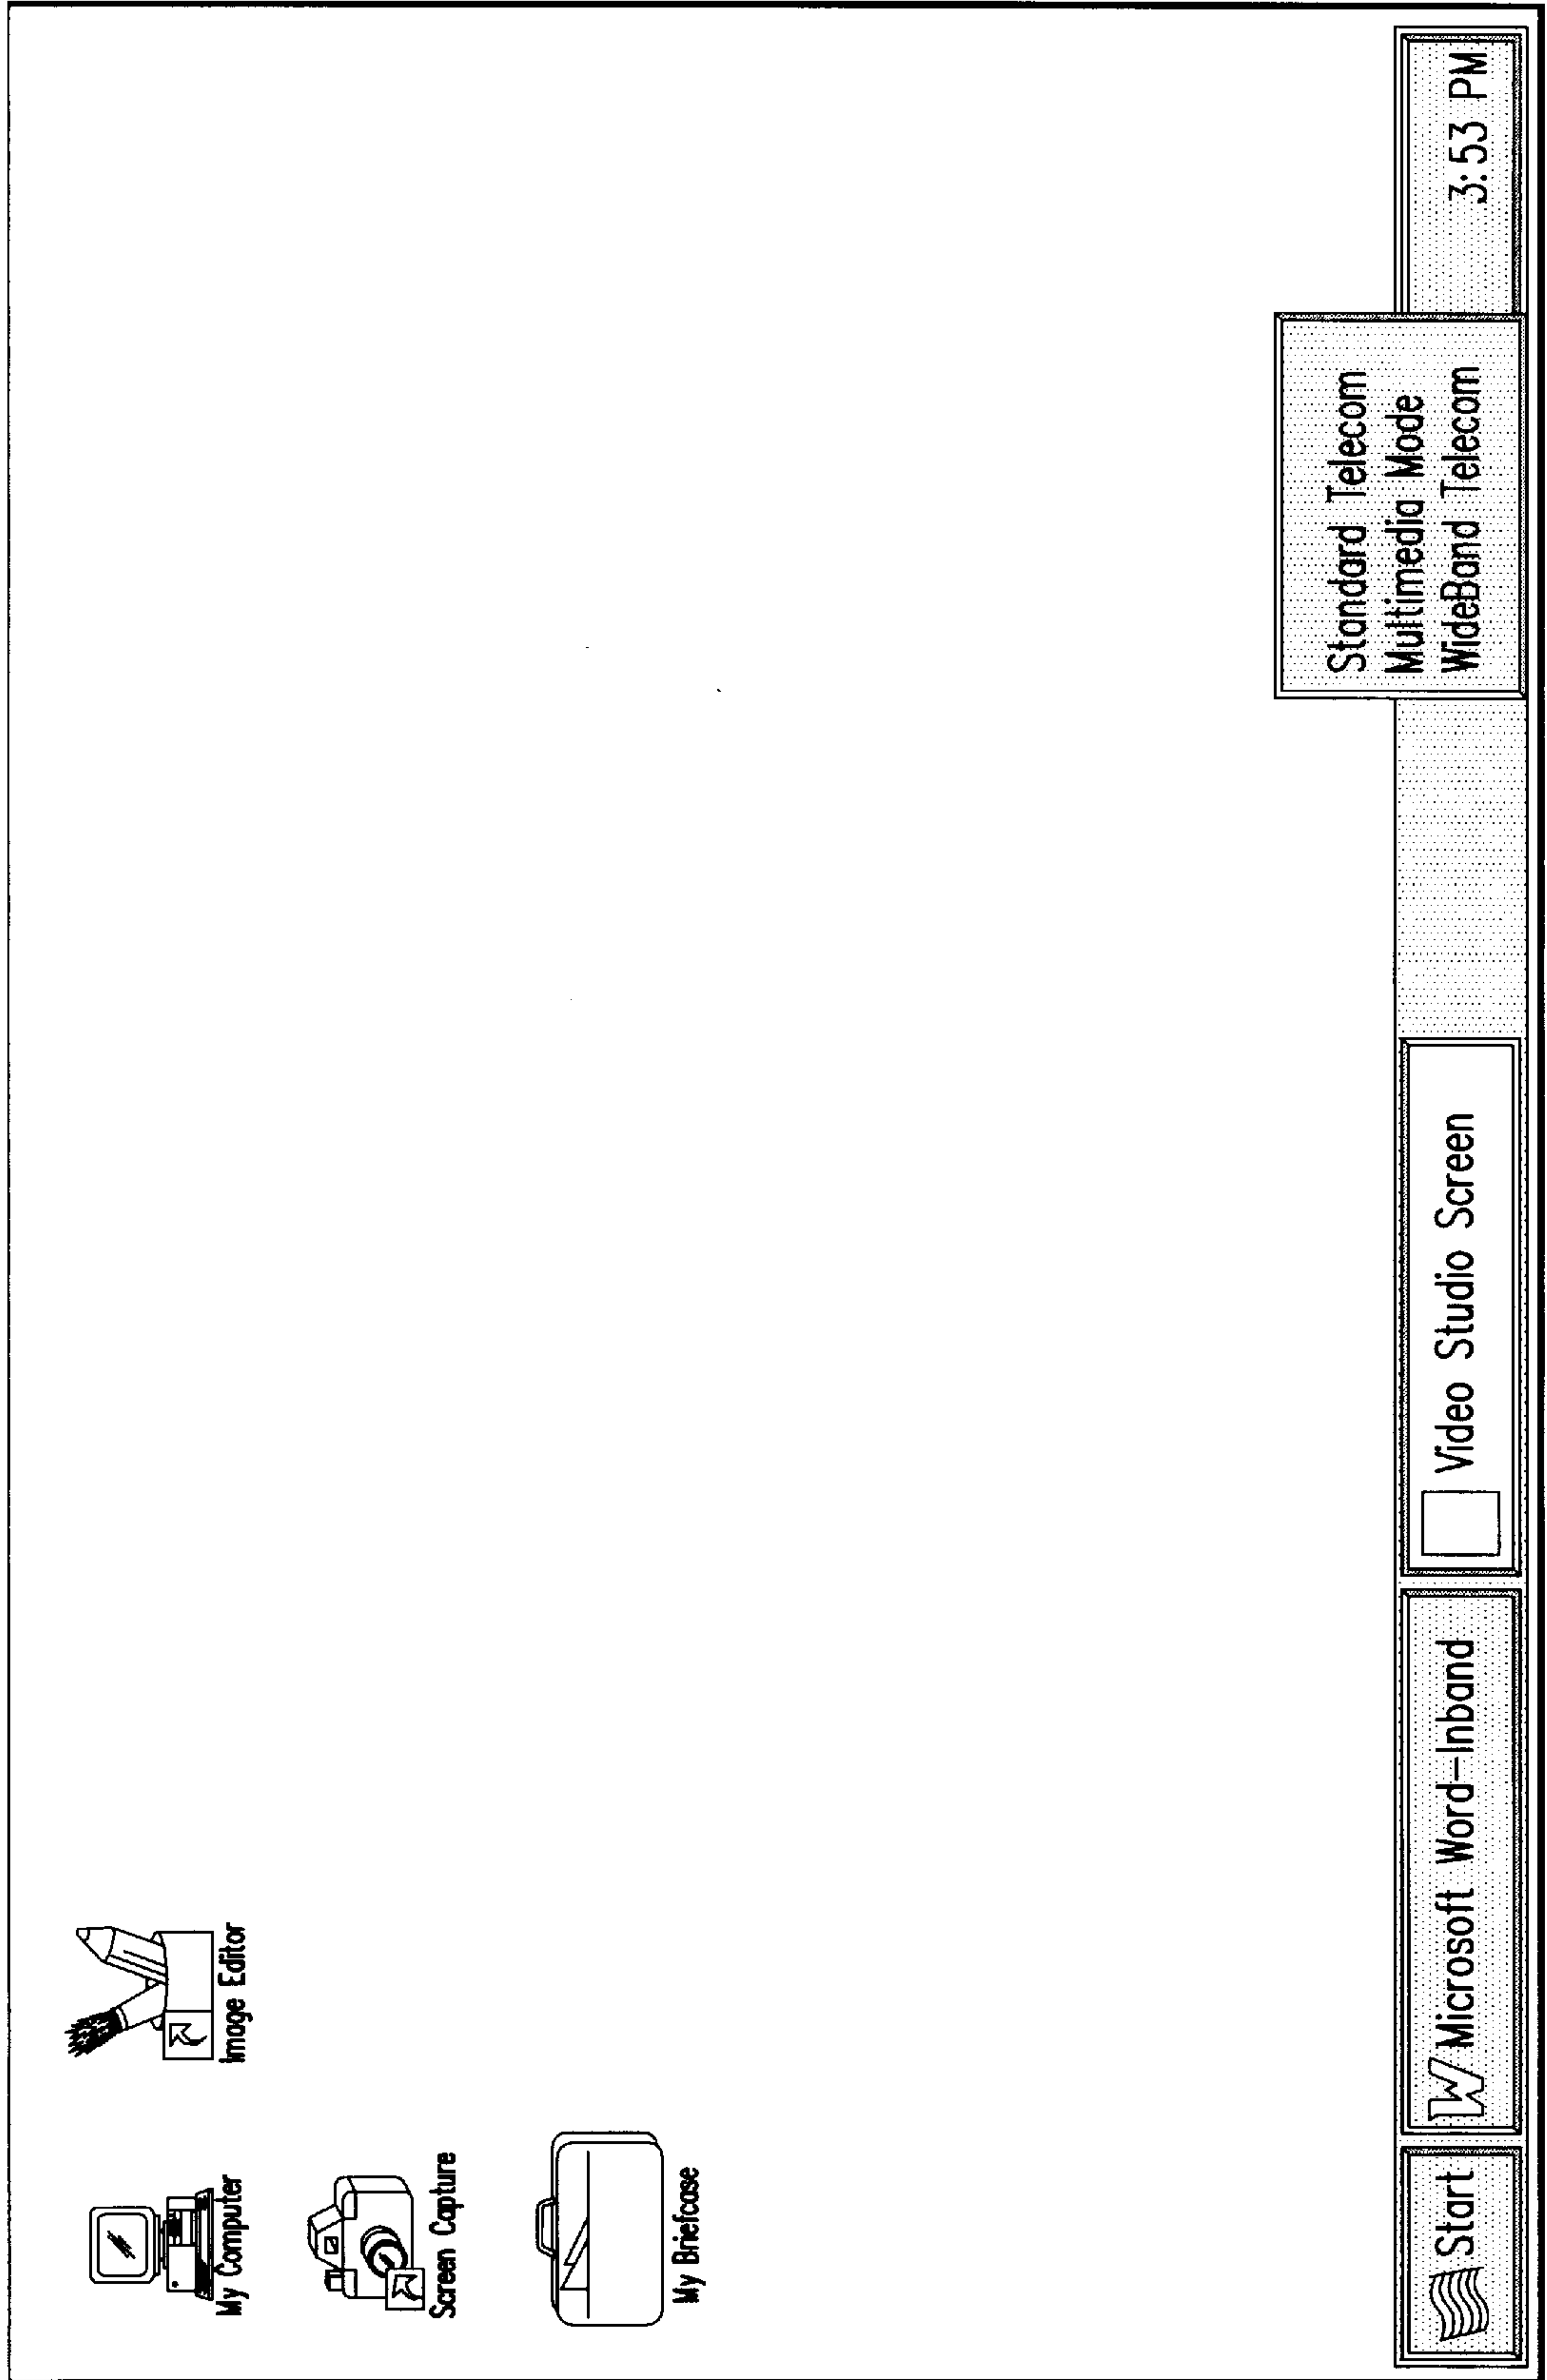 My Computer
Image Editor
Screen Capture
My Briefcase
Standard Telecom
Multimedia Mode
WideBand Telecom
Start
W Microsoft Word-Inband
Video Studio Screen
3:53 PM